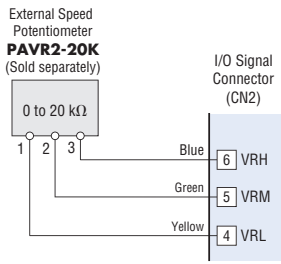 External Speed
Potentiometer
PAVR2-20K
(Sold separately)
I/O Signal
Connector
(CN2)
0 to 20 kΩ
1 2 3
Blue
6 VRH
Green
5 VRM
Yellow
4 VRL